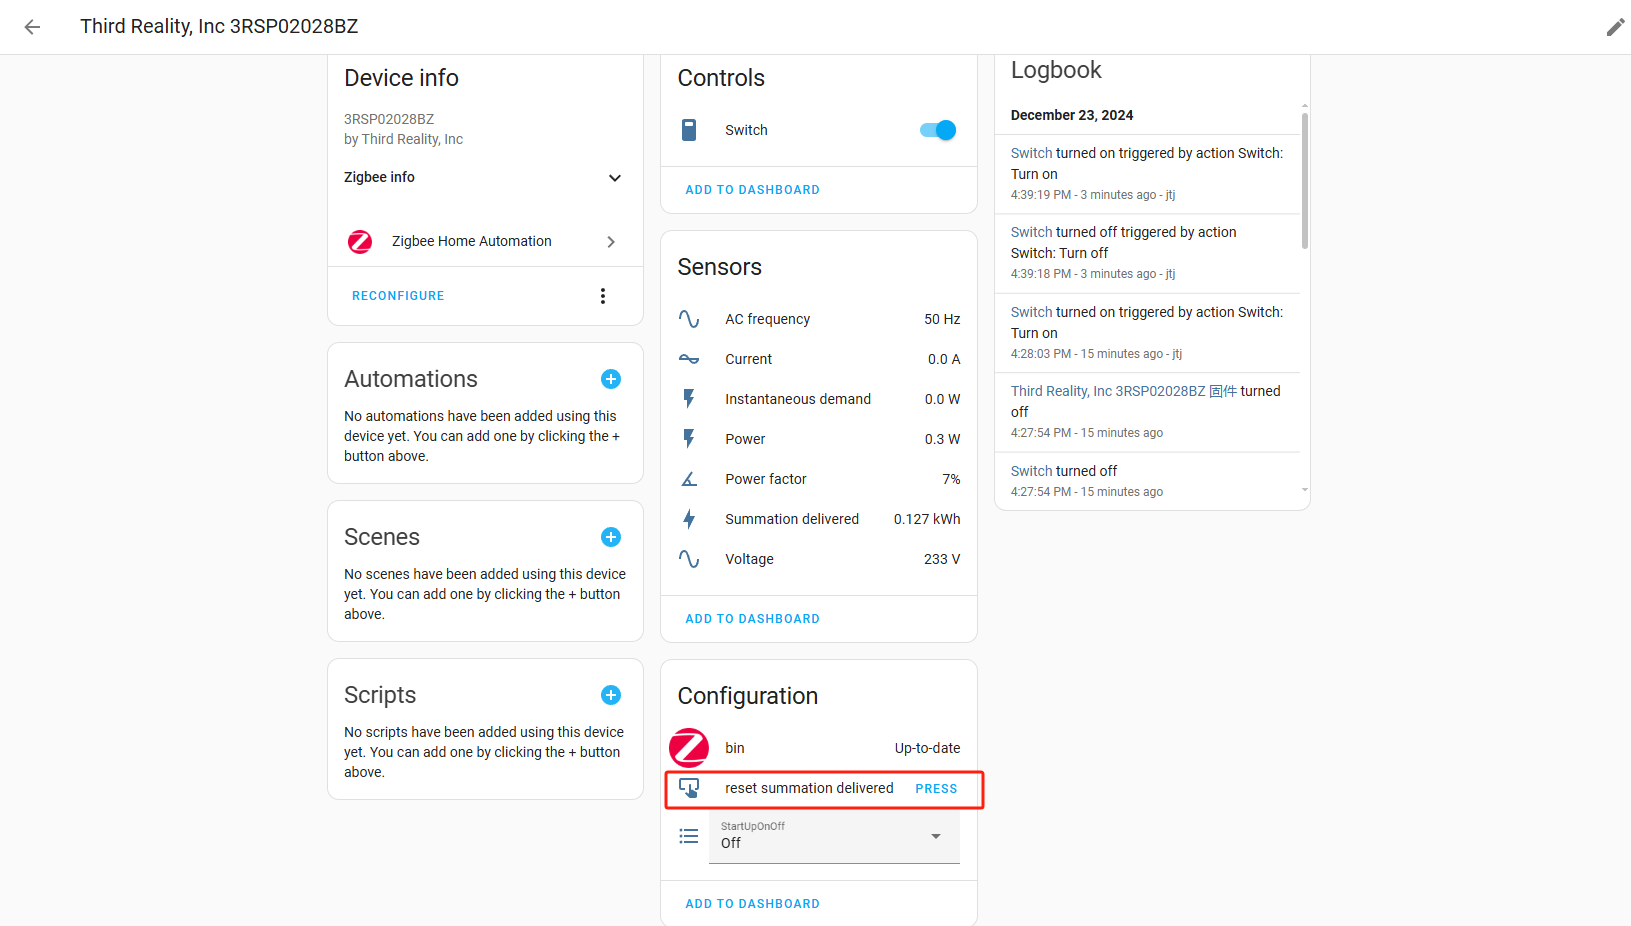 Third Reality, Inc 3RSP02028BZ
Device info
3RSP02028BZ
by Third Reality, Inc
Zigbee info
Zigbee Home Automation
RECONFIGURE
Automations
No automations have been added using this
device yet. You can add one by clicking the +
button above.
Scenes
No scenes have been added using this device
yet. You can add one by clicking the + button
above.
Scripts
No scripts have been added using this device
yet. You can add one by clicking the + button
above.
Controls
Switch
ADD TO DASHBOARD
Sensors
AC frequency 50 Hz
Current 0.0 A
Instantaneous demand 0.0 W
Power 0.3 W
Power factor 7%
Summation delivered 0.127 kWh
Voltage 233 V
ADD TO DASHBOARD
Configuration
bin Up-to-date
reset summation delivered PRESS
StartUpOnOff
Off
ADD TO DASHBOARD
Logbook
December 23, 2024
Switch turned on triggered by action Switch:
Turn on
4:39:19 PM - 3 minutes ago - jtj
Switch turned off triggered by action
Switch: Turn off
4:39:18 PM - 3 minutes ago - jtj
Switch turned on triggered by action Switch:
Turn on
4:28:03 PM - 15 minutes ago - jtj
Third Reality, Inc 3RSP02028BZ 固件 turned
off
4:27:54 PM - 15 minutes ago
Switch turned off
4:27:54 PM - 15 minutes ago